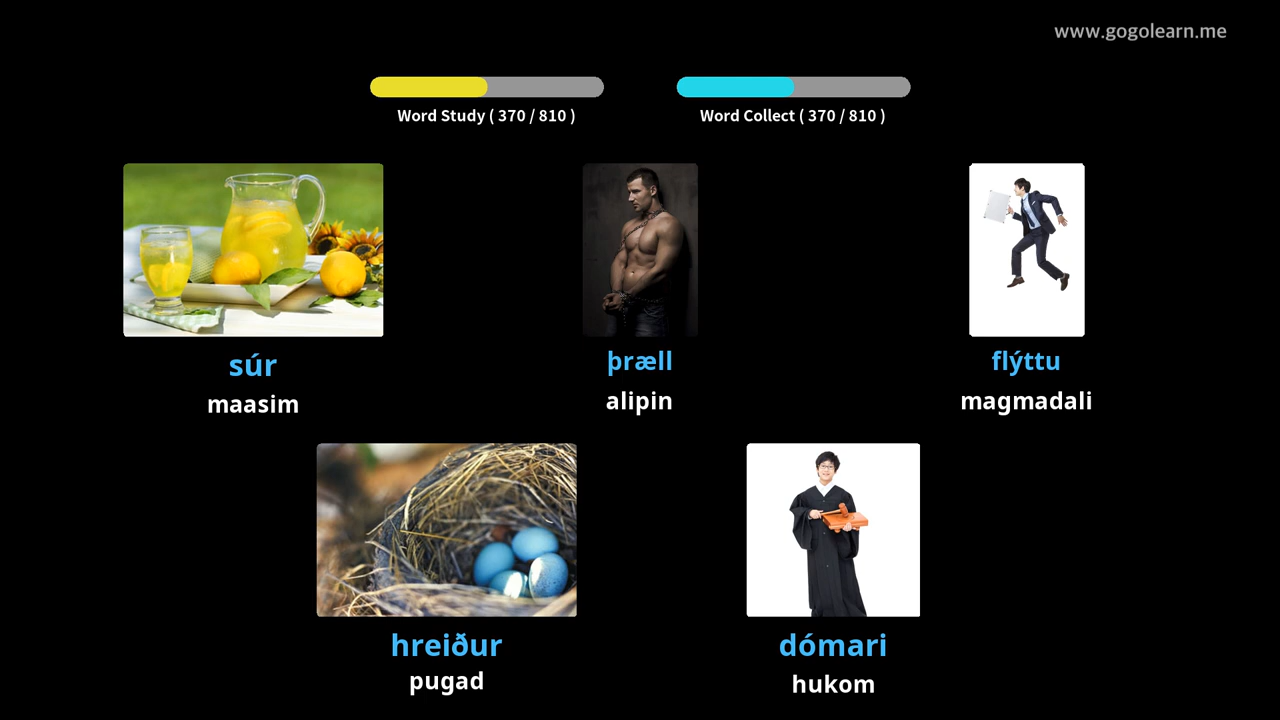 www.gogolearn.me
Word Study ( 370 / 810 )
Word Collect ( 370 / 810 )
súr
maasim
þræll
alipin
flýttu
magmadali
hreiður
pugad
dómari
hukom